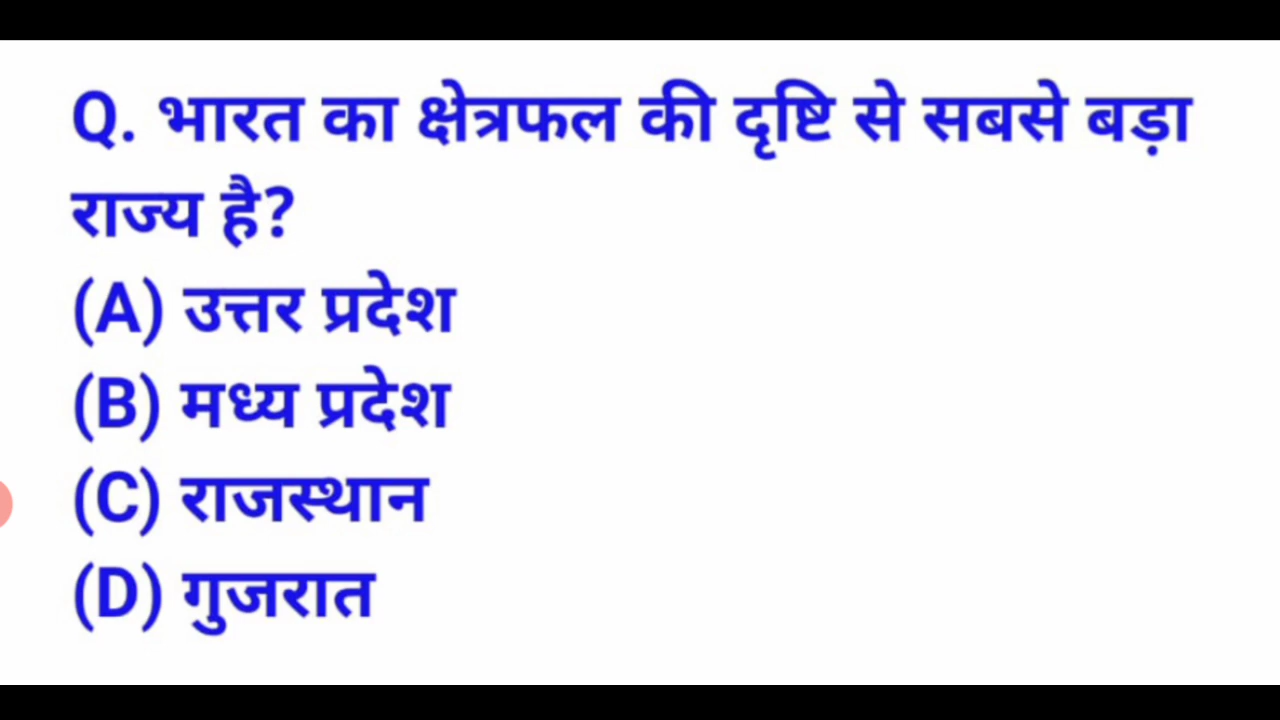 Q. भारत का क्षेत्रफल की दृष्टि से सबसे बड़ा
राज्य है?
(A) उत्तर प्रदेश
(B) मध्य प्रदेश
(C) राजस्थान
(D) गुजरात